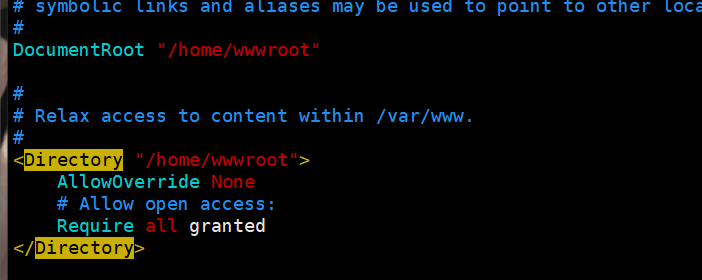 # symbolic links and aliases may be used to point to other loca
#
DocumentRoot "/home/wwwroot"
#
# Relax access to content within /var/www.
#
<Directory "/home/wwwroot">
AllowOverride None
# Allow open access:
Require all granted
</Directory>